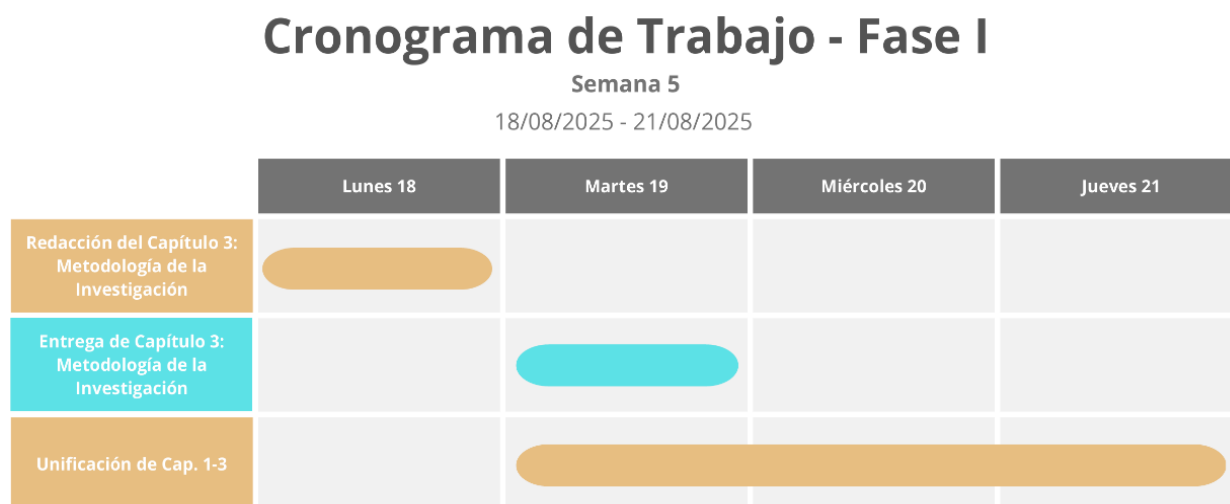 Cronograma de Trabajo - Fase I
Semana 5
18/08/2025 - 21/08/2025
Lunes 18
Martes 19
Miércoles 20
Jueves 21
Redacción del Capítulo 3:
Metodología de la
Investigación
Entrega de Capítulo 3:
Metodología de la
Investigación
Unificación de Cap. 1-3